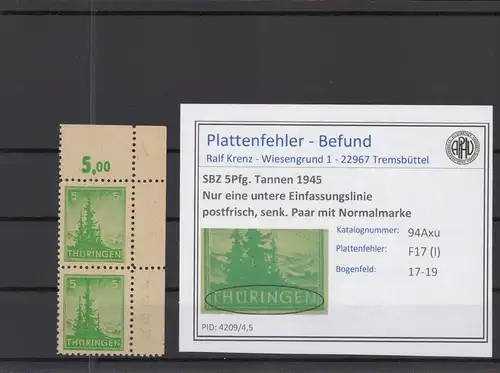 5,00
5 5
THÜRINGEN
5 5
THÜRINGEN
Plattenfehler - Befund
Ralf Krenz - Wiesengrund 1 - 22967 Tremsbüttel
SBZ 5Pfg. Tannen 1945
Nur eine untere Einfassungslinie
postfrisch, senk. Paar mit Normalmarke
Katalognummer: 94Axu
Plattenfehler: F17 (I)
Bogenfeld: 17-19
THÜRINGEN
PID: 4209/4,5